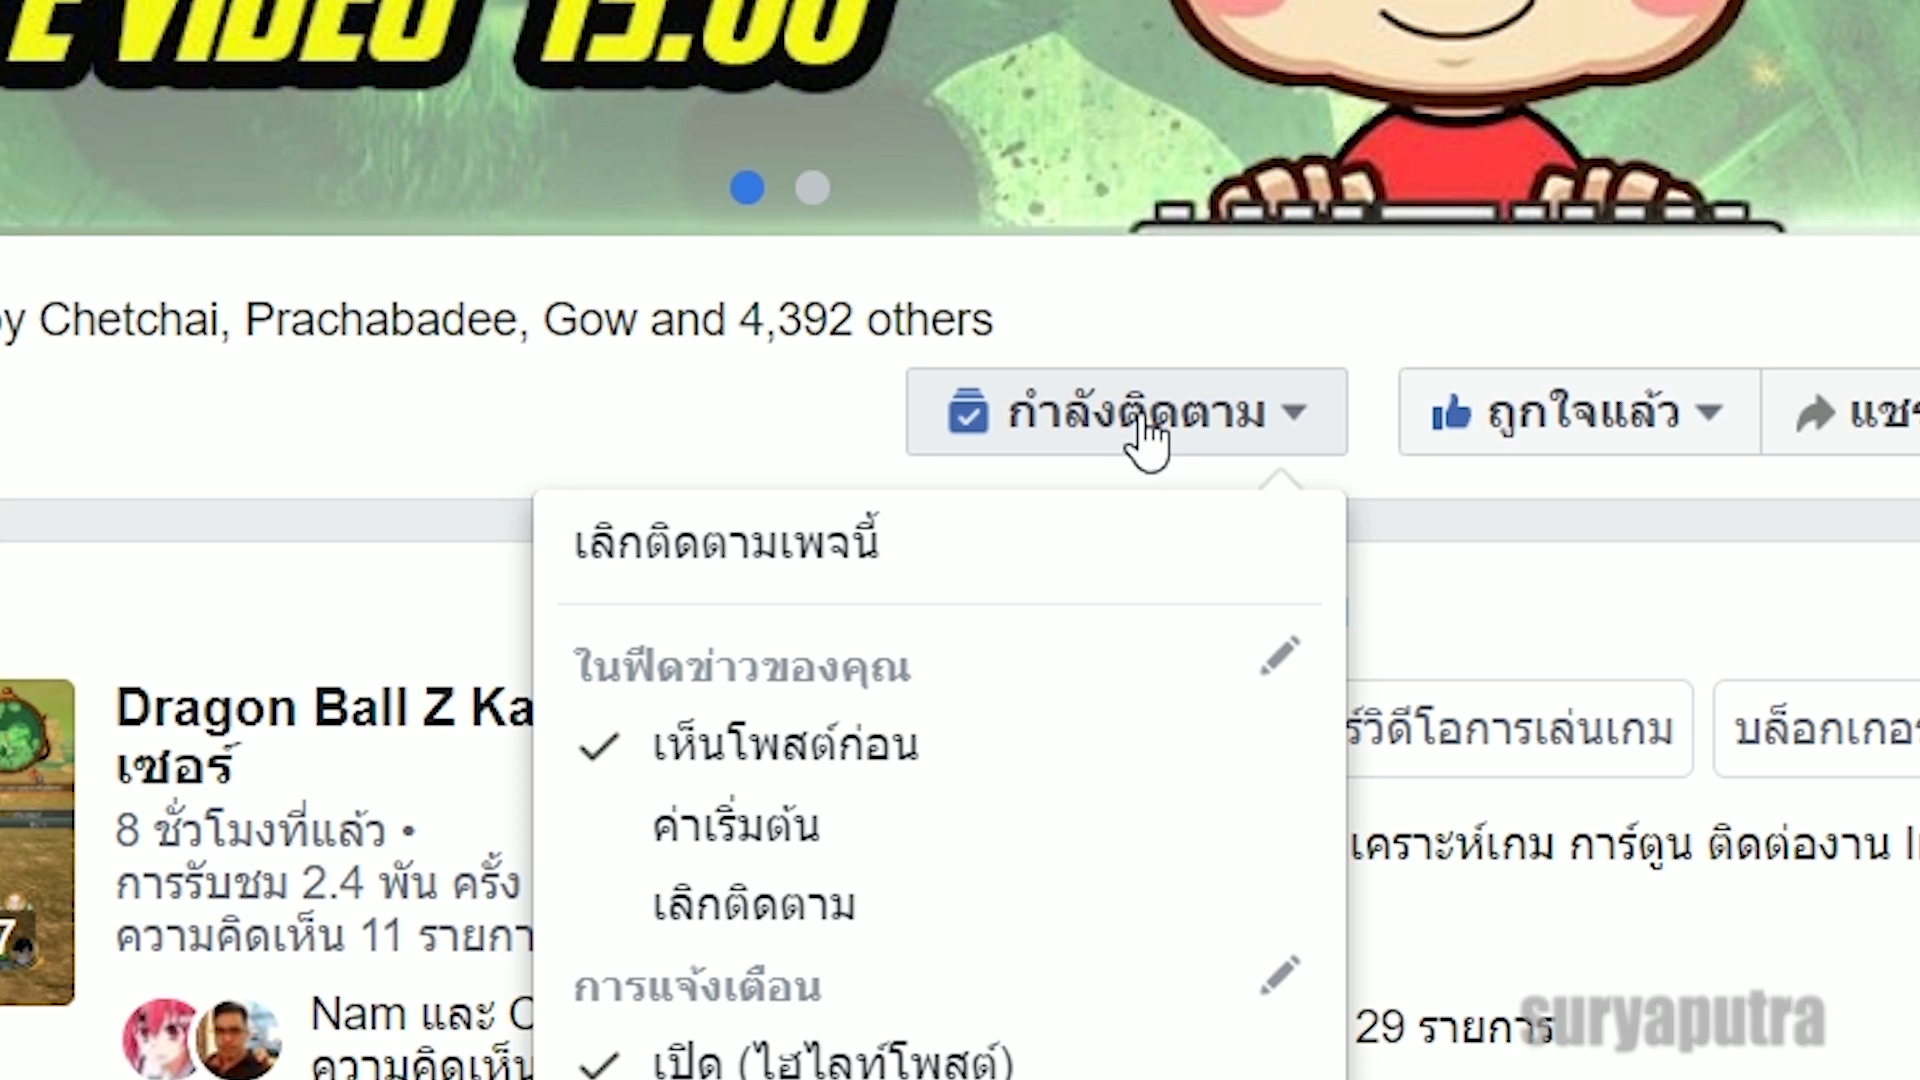 E VIDEO 15.00
by Chetchai, Prachabadee, Gow and 4,392 others
กำลังติดตาม
ถูกใจแล้ว
เลิกติดตามเพจนี้
ในฟีดข่าวของคุณ
เห็นโพสต์ก่อน
ค่าเริ่มต้น
เลิกติดตาม
การแจ้งเตือน
เปิด (ไฮไลท์โพสต์)
Dragon Ball Z Ka
เซอร์
8 ชั่วโมงที่แล้ว •
การรับชม 2.4 พัน ครั้ง
ความคิดเห็น 11 รายกา
Nam และ
ความคิดเห็น
ร์วิดีโอการเล่นเกม
บล็อกเกอร
เคราะห์เกม การ์ตูน ติดต่องาน
29 รายการ
suryaputra